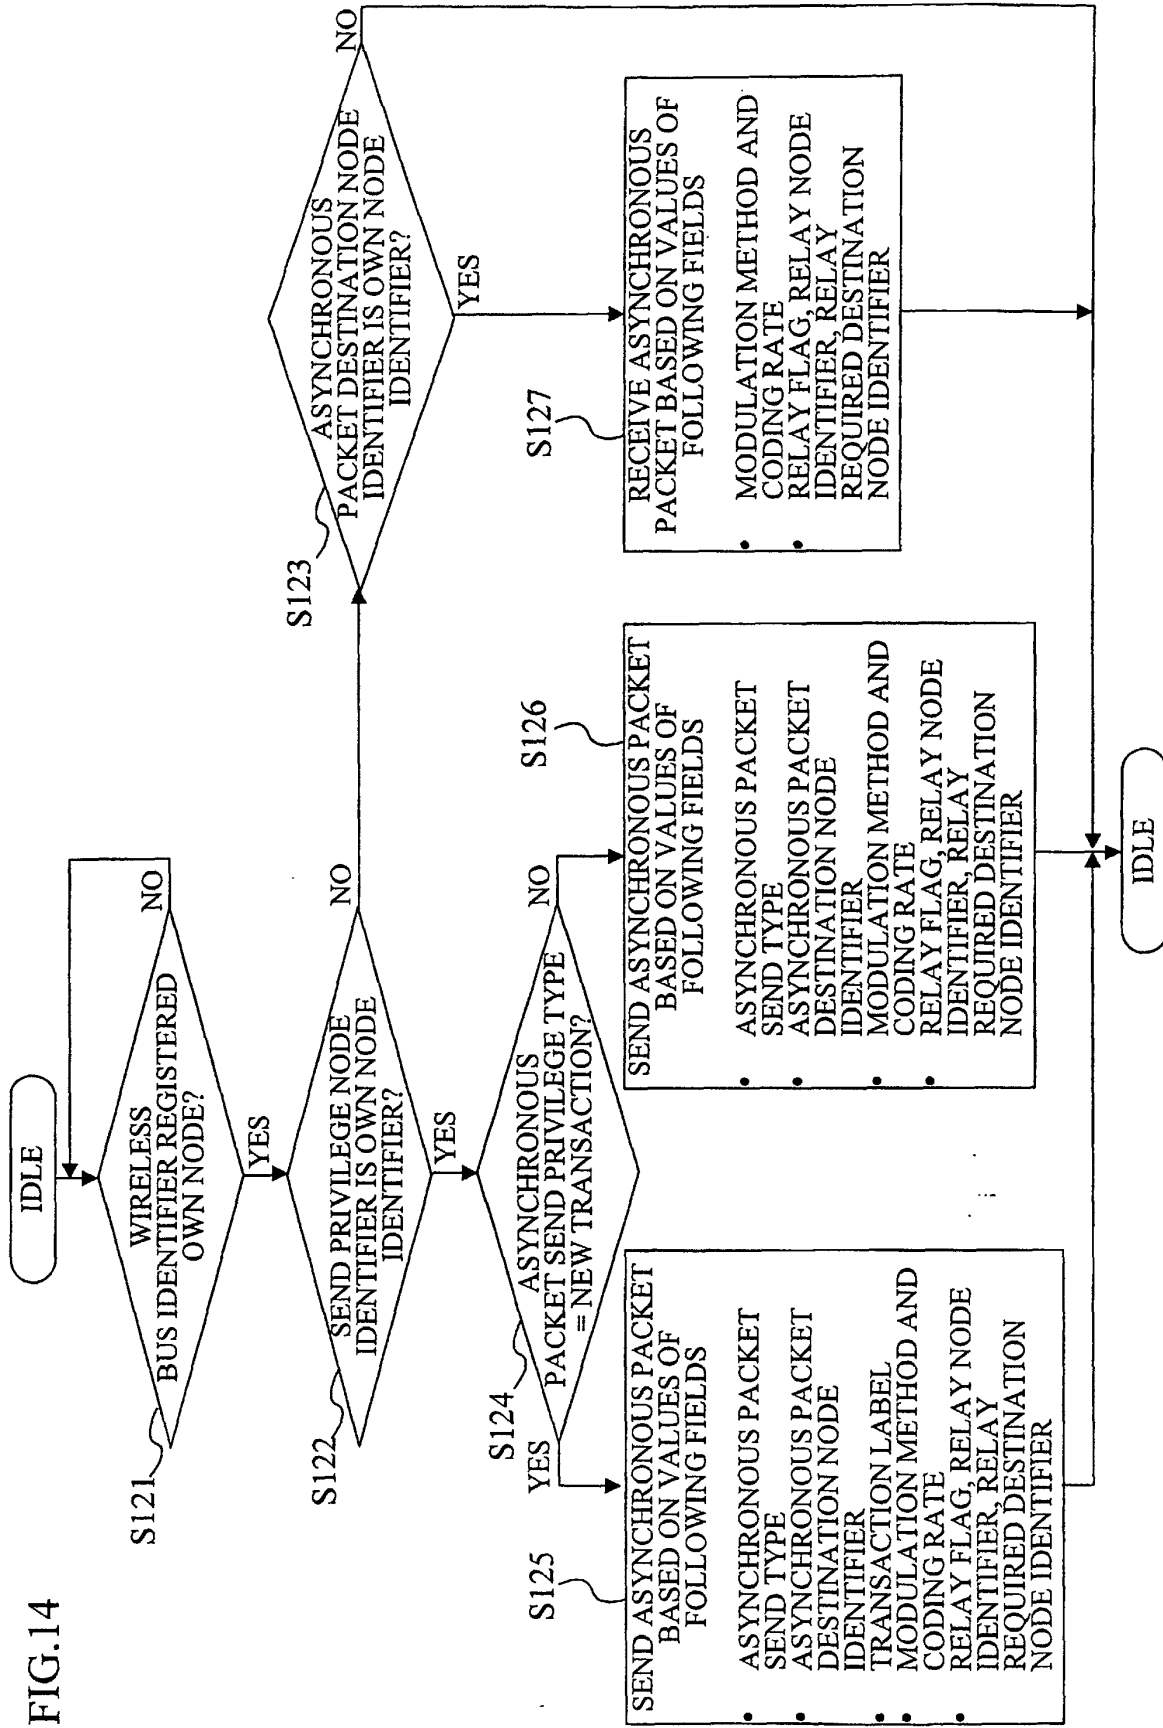 FIG.14
IDLE
S121
WIRELESS
BUS IDENTIFIER REGISTERED
OWN NODE?
NO
YES
S122
SEND PRIVILEGE NODE
IDENTIFIER IS OWN NODE
IDENTIFIER?
NO
YES
S123
ASYNCHRONOUS
PACKET DESTINATION NODE
IDENTIFIER IS OWN NODE
IDENTIFIER?
NO
YES
S124
ASYNCHRONOUS
PACKET SEND PRIVILEGE TYPE
= NEW TRANSACTION?
YES
NO
S125
SEND ASYNCHRONOUS PACKET
BASED ON VALUES OF
FOLLOWING FIELDS
• ASYNCHRONOUS PACKET
SEND TYPE
• ASYNCHRONOUS PACKET
DESTINATION NODE
IDENTIFIER
• TRANSACTION LABEL
• MODULATION METHOD AND
CODING RATE
• RELAY FLAG, RELAY NODE
IDENTIFIER, RELAY
REQUIRED DESTINATION
NODE IDENTIFIER
S126
SEND ASYNCHRONOUS PACKET
BASED ON VALUES OF
FOLLOWING FIELDS
• ASYNCHRONOUS PACKET
SEND TYPE
• ASYNCHRONOUS PACKET
DESTINATION NODE
IDENTIFIER
• MODULATION METHOD AND
CODING RATE
• RELAY FLAG, RELAY NODE
IDENTIFIER, RELAY
REQUIRED DESTINATION
NODE IDENTIFIER
S127
RECEIVE ASYNCHRONOUS
PACKET BASED ON VALUES OF
FOLLOWING FIELDS
• MODULATION METHOD AND
CODING RATE
• RELAY FLAG, RELAY NODE
IDENTIFIER, RELAY
REQUIRED DESTINATION
NODE IDENTIFIER
IDLE